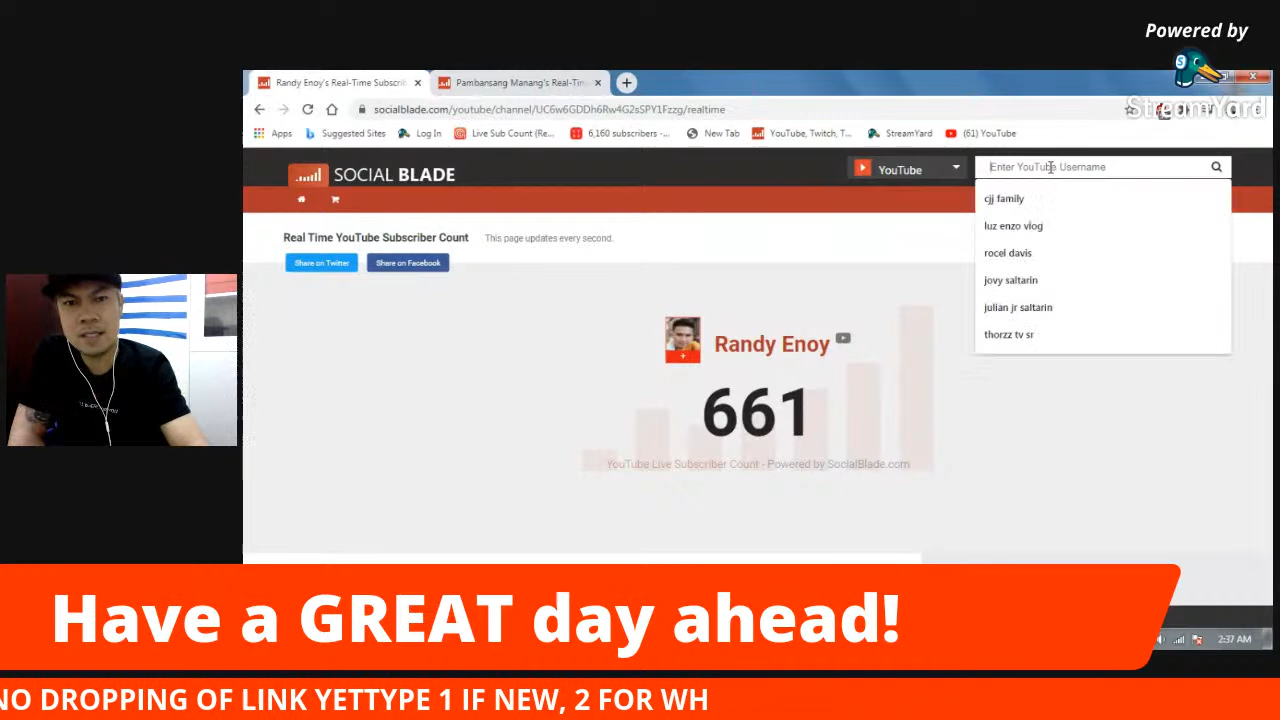 Powered by
StreamYard
Randy Enoy's Real-Time Subscrib
Pambansang Manang's Real-Tim
socialblade.com/youtube/channel/UC6w6GDDh6Rw4G2sSPY1Fzzg/realtime
Apps Suggested Sites Log In Live Sub Count (Re... 6,160 subscribers -... New Tab YouTube, Twitch, T... StreamYard (61) YouTube
SOCIAL BLADE
YouTube
Enter YouTube Username
cjj family
luz enzo vlog
rocel davis
jovy saltarin
julian jr saltarin
thorzz tv sr
Real Time YouTube Subscriber Count This page updates every second.
Share on Twitter Share on Facebook
Randy Enoy
661
YouTube Live Subscriber Count - Powered by SocialBlade.com
Have a GREAT day ahead!
2:37 AM
NO DROPPING OF LINK YETTYPE 1 IF NEW, 2 FOR WH